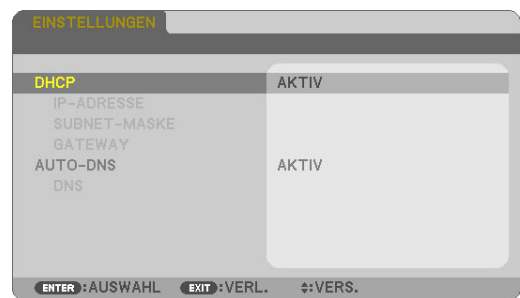 EINSTELLUNGEN
DHCP AKTIV
IP-ADRESSE
SUBNET-MASKE
GATEWAY
AUTO-DNS AKTIV
DNS
ENTER :AUSWAHL EXIT :VERL. :VERS.